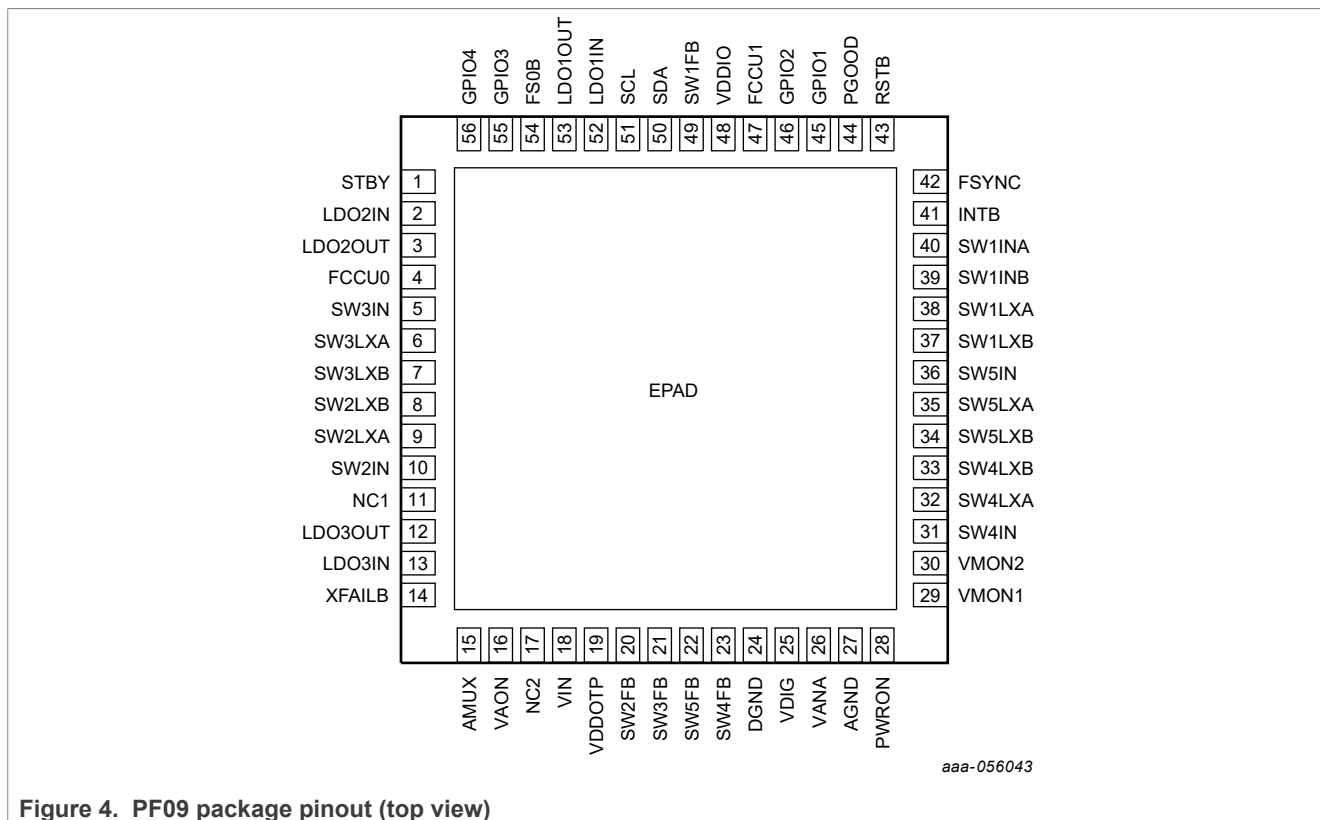 GPIO4
GPIO3
FS0B
LDO1OUT
LDO1IN
SCL
SDA
SW1FB
VDDIO
FCCU1
GPIO2
GPIO1
PGOOD
RSTB
56
55
54
53
52
51
50
49
48
47
46
45
44
43
STBY 1
LDO2IN 2
LDO2OUT 3
FCCU0 4
SW3IN 5
SW3LXA 6
SW3LXB 7
SW2LXB 8
SW2LXA 9
SW2IN 10
NC1 11
LDO3OUT 12
LDO3IN 13
XFAILB 14
EPAD
42 FSYNC
41 INTB
40 SW1INA
39 SW1INB
38 SW1LXA
37 SW1LXB
36 SW5IN
35 SW5LXA
34 SW5LXB
33 SW4LXB
32 SW4LXA
31 SW4IN
30 VMON2
29 VMON1
15
16
17
18
19
20
21
22
23
24
25
26
27
28
AMUX
VAON
NC2
VIN
VDDOTP
SW2FB
SW3FB
SW5FB
SW4FB
DGND
VDIG
VANA
AGND
PWRON
aaa-056043
Figure 4. PF09 package pinout (top view)